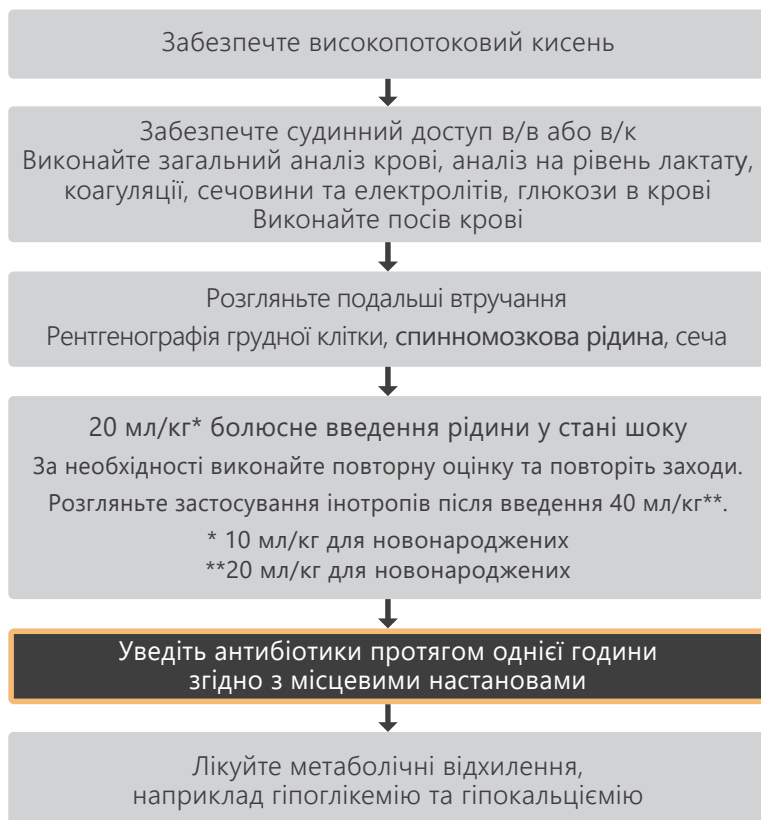 Забезпечте високопотоковий кисень
Забезпечте судинний доступ в/в або в/к
Виконайте загальний аналіз крові, аналіз на рівень лактату,
коагуляції, сечовини та електролітів, глюкози в крові
Виконайте посів крові
Розгляньте подальші втручання
Рентгенографія грудної клітки, спинномозкова рідина, сеча
20 мл/кг* болюсне введення рідини у стані шоку
За необхідності виконайте повторну оцінку та повторіть заходи.
Розгляньте застосування інотропів після введення 40 мл/кг**.
* 10 мл/кг для новонароджених
**20 мл/кг для новонароджених
Уведіть антибіотики протягом однієї години
згідно з місцевими настановами
Лікуйте метаболічні відхилення,
наприклад гіпоглікемію та гіпокальціємію